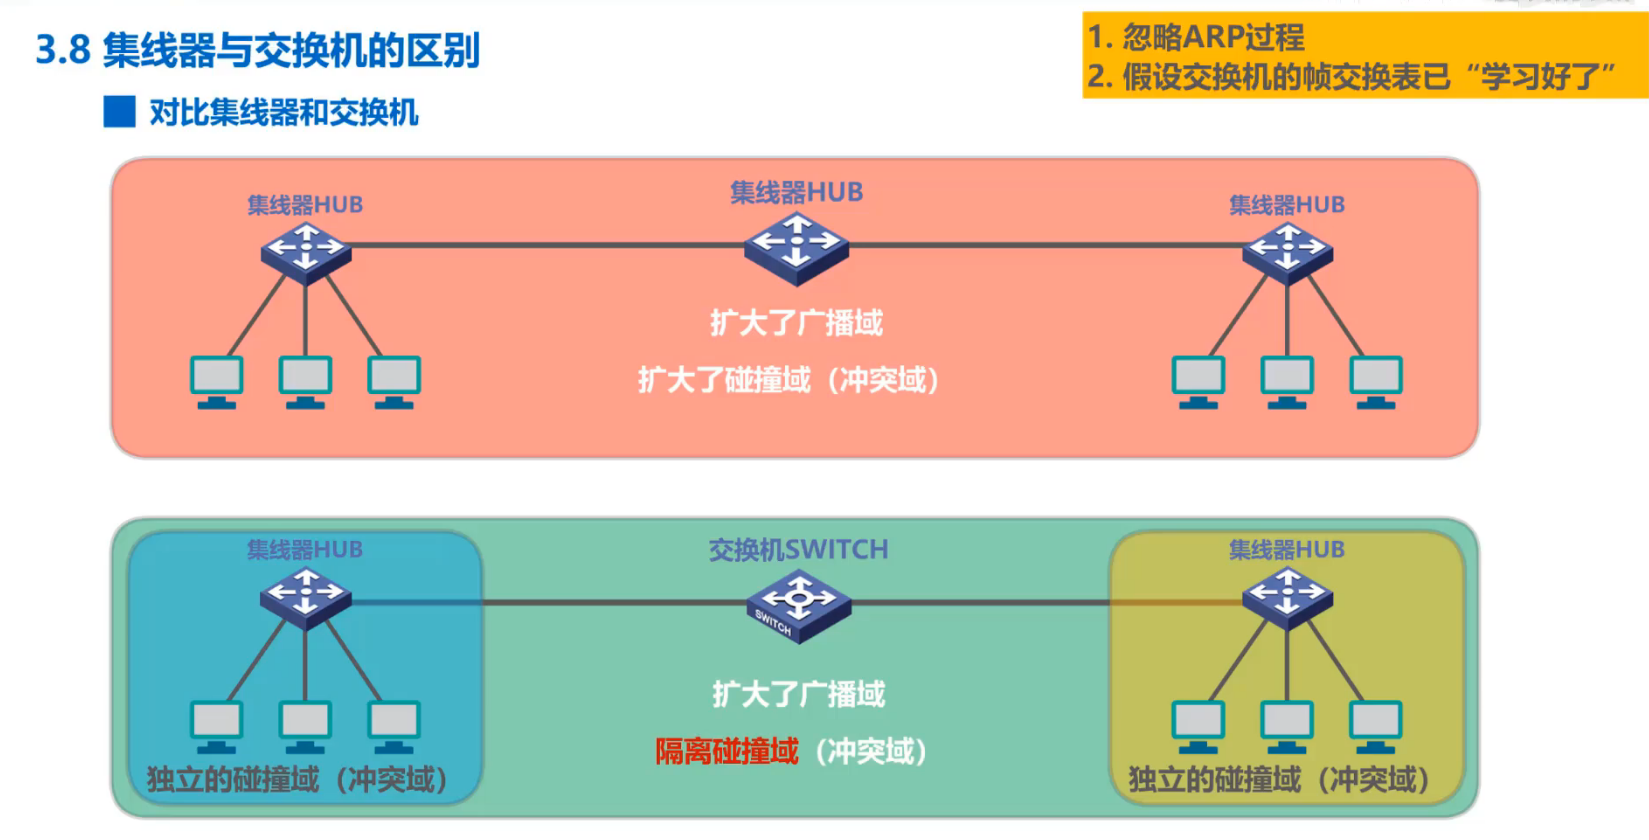 3.8 集线器与交换机的区别
1. 忽略ARP过程
2. 假设交换机的帧交换表已“学习好了”
对比集线器和交换机
集线器HUB
集线器HUB
集线器HUB
扩大了广播域
扩大了碰撞域（冲突域）
集线器HUB
交换机SWITCH
集线器HUB
SWITCH
扩大了广播域
隔离碰撞域（冲突域）
独立的碰撞域（冲突域）
独立的碰撞域（冲突域）